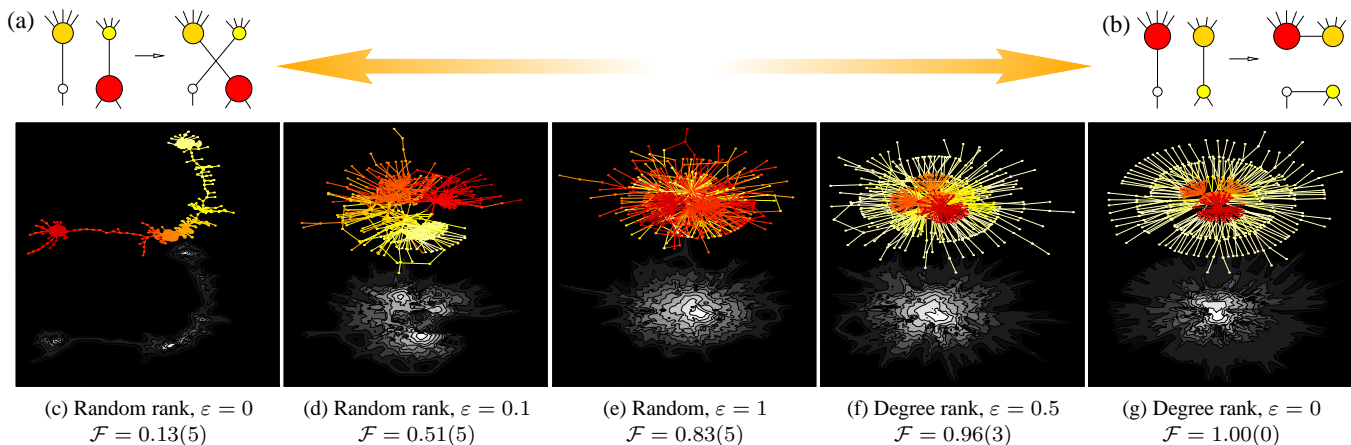 (a)
(b)
(c) Random rank, ε = 0
F = 0.13(5)
(d) Random rank, ε = 0.1
F = 0.51(5)
(e) Random, ε = 1
F = 0.83(5)
(f) Degree rank, ε = 0.5
F = 0.96(3)
(g) Degree rank, ε = 0
F = 1.00(0)